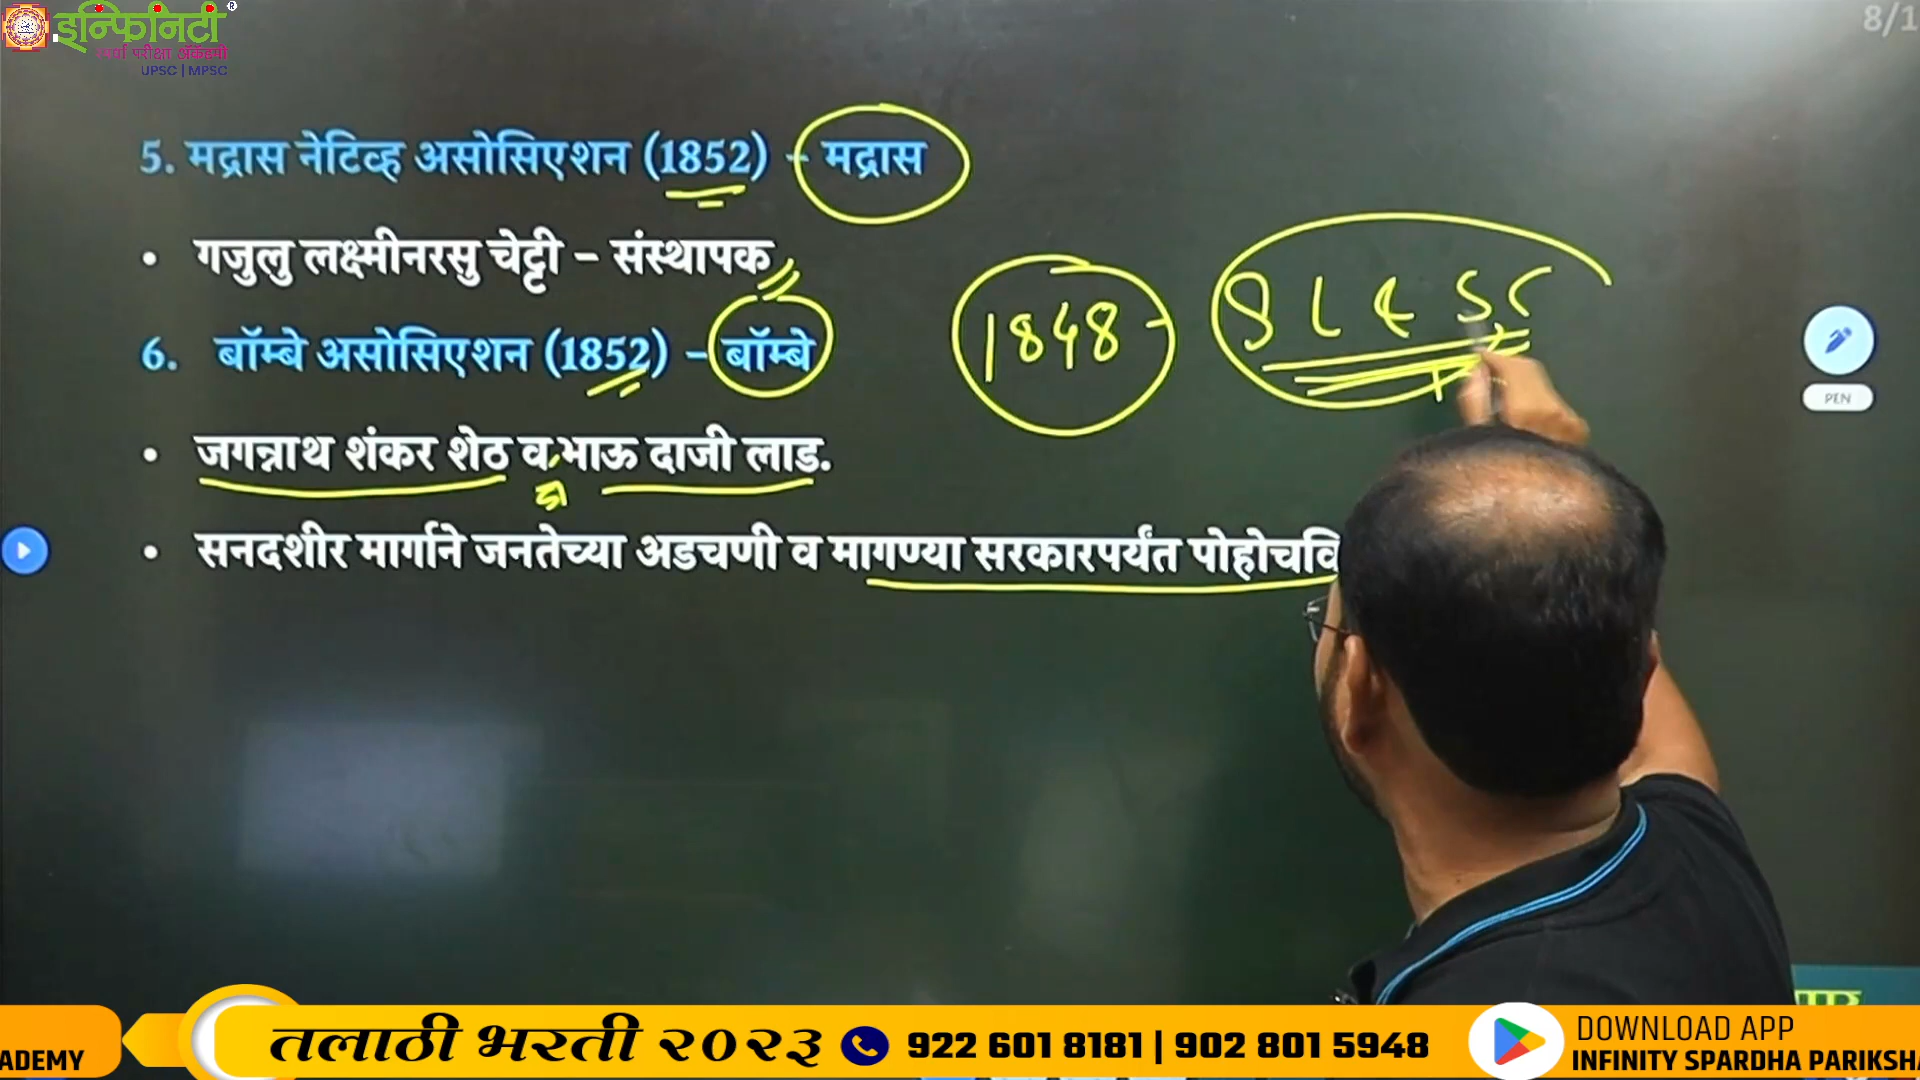 इन्फिनिटी®
स्पर्धा परीक्षा अ‍ॅकॅडमी
UPSC | MPSC
8/1
5. मद्रास नेटिव्ह असोसिएशन (1852) – मद्रास
• गजुलु लक्ष्मीनरसु चेट्टी – संस्थापक
6. बॉम्बे असोसिएशन (1852) – बॉम्बे
1848 -
• जगन्नाथ शंकर शेठ व भाऊ दाजी लाड.
• सनदशीर मार्गाने जनतेच्या अडचणी व मागण्या सरकारपर्यंत पोहोचवि
PEN
ADEMY
तलाठी भरती २०२३
922 601 8181 | 902 801 5948
DOWNLOAD APP
INFINITY SPARDHA PARIKSHA